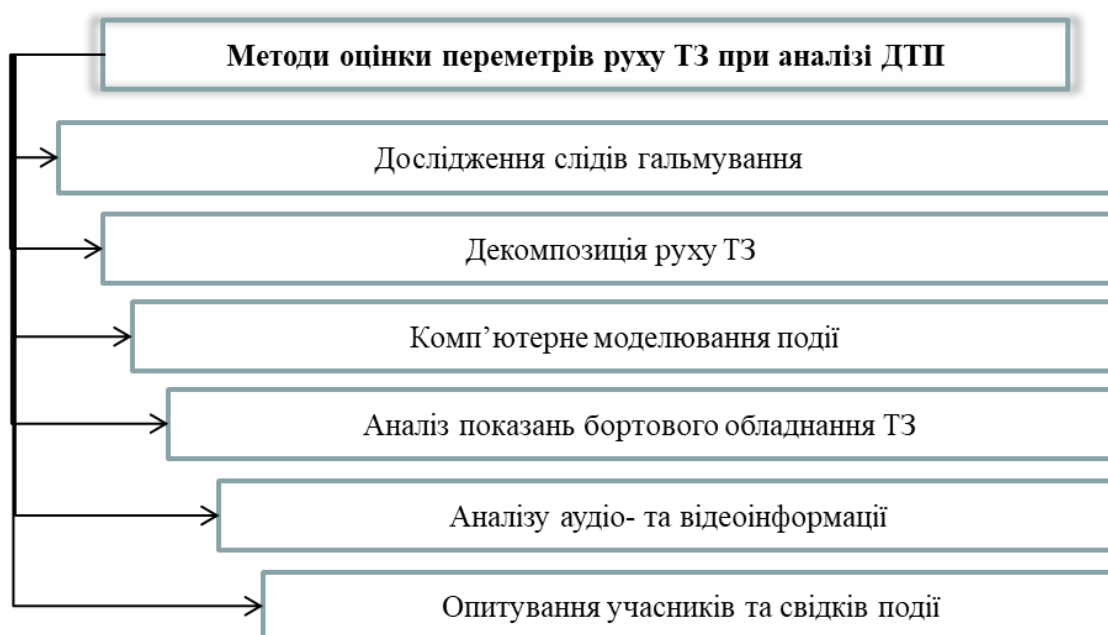 Методи оцінки переметрів руху ТЗ при аналізі ДТП
Дослідження слідів гальмування
Декомпозиція руху ТЗ
Комп’ютерне моделювання події
Аналіз показань бортового обладнання ТЗ
Аналізу аудіо- та відеоінформації
Опитування учасників та свідків події